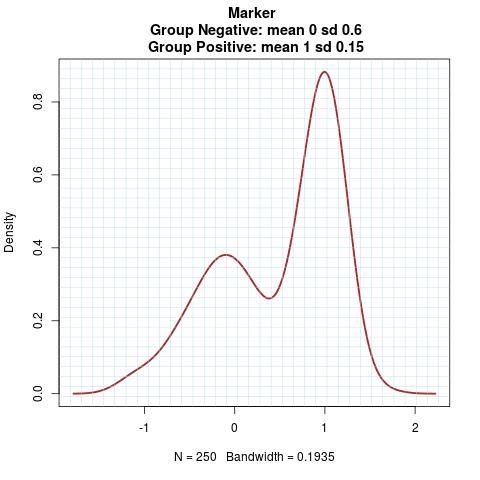 Marker
Group Negative: mean 0 sd 0.6
Group Positive: mean 1 sd 0.15
Density
0.8
0.6
0.4
0.2
0.0
-1
0
1
2
N = 250   Bandwidth = 0.1935